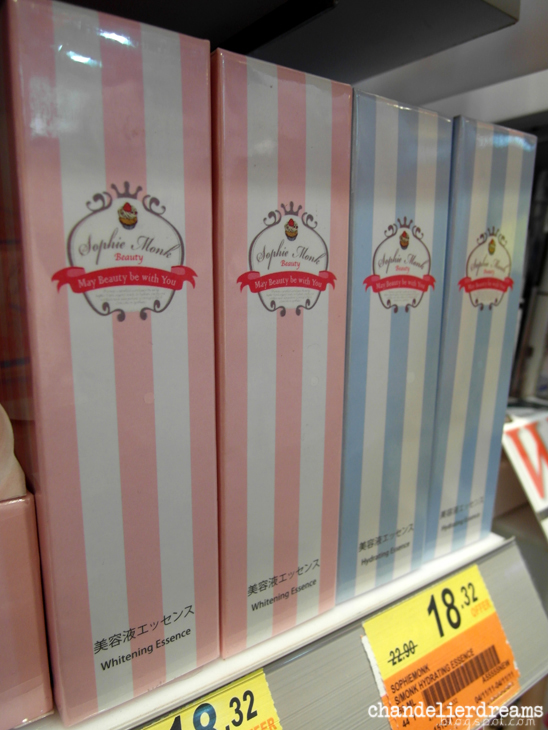 Sophie Monk
Beauty
May Beauty be with You
美容液エッセンス
Whitening Essence
Sophie Monk
Beauty
May Beauty be with You
美容液エッセンス
Whitening Essence
Sophie Monk
Beauty
May Beauty be with You
美容液エッセンス
Hydrating Essence
Sophie Monk
Beauty
May Beauty be with You
美容液エッセンス
Hydrating Essence
18.32
18.32
OFFER
22.90
SOPHIEMONK
S/MONK HYDRATING ESSENCE
W
chandelierdreams
blogspot.com